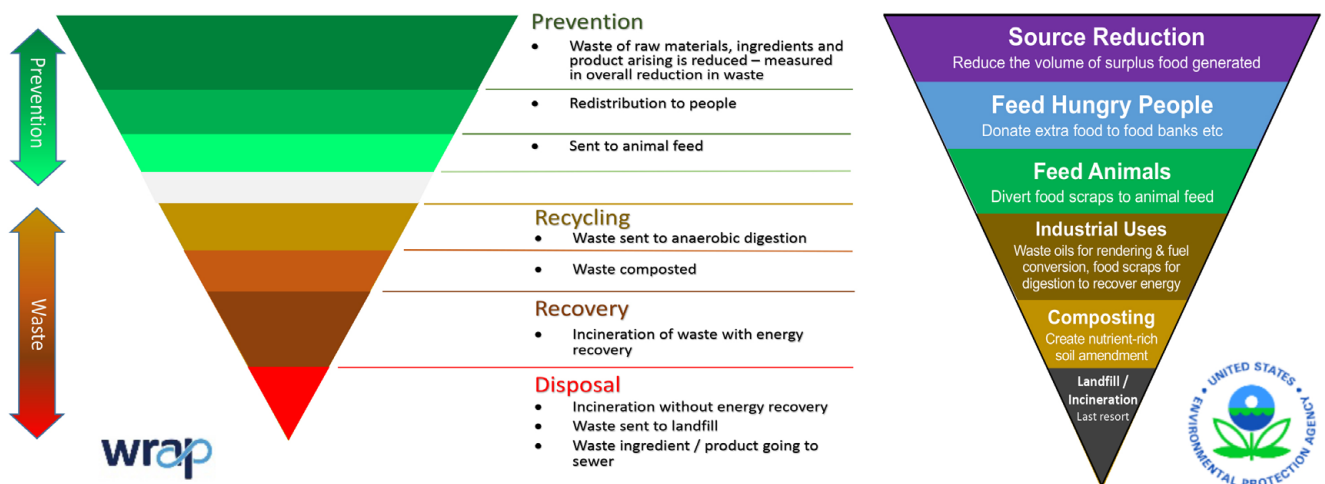 Prevention
Waste
Prevention
• Waste of raw materials, ingredients and
product arising is reduced – measured
in overall reduction in waste
• Redistribution to people
• Sent to animal feed
Recycling
• Waste sent to anaerobic digestion
• Waste composted
Recovery
• Incineration of waste with energy
recovery
Disposal
• Incineration without energy recovery
• Waste sent to landfill
• Waste ingredient / product going to
sewer
wrap
Source Reduction
Reduce the volume of surplus food generated
Feed Hungry People
Donate extra food to food banks etc
Feed Animals
Divert food scraps to animal feed
Industrial Uses
Waste oils for rendering & fuel
conversion, food scraps for
digestion to recover energy
Composting
Create nutrient-rich
soil amendment
Landfill /
Incineration
Last resort
UNITED STATES
ENVIRONMENTAL PROTECTION AGENCY